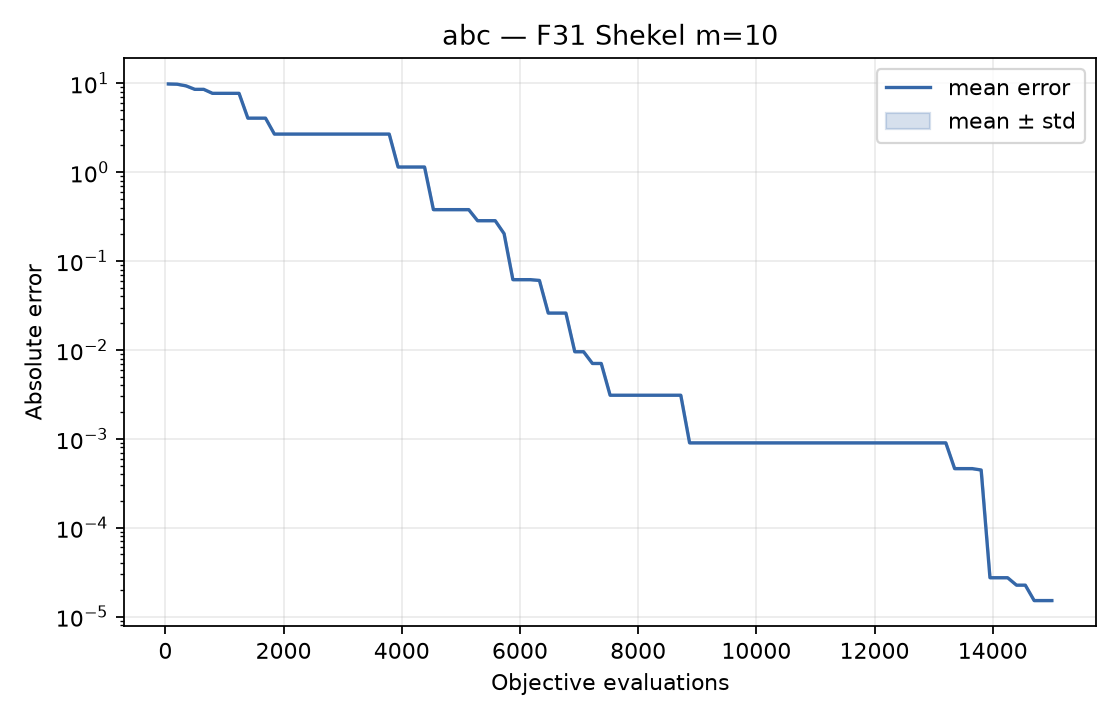 abc — F31 Shekel m=10
mean error
mean ± std
Absolute error
10¹
10⁰
10⁻¹
10⁻²
10⁻³
10⁻⁴
10⁻⁵
0 2000 4000 6000 8000 10000 12000 14000
Objective evaluations